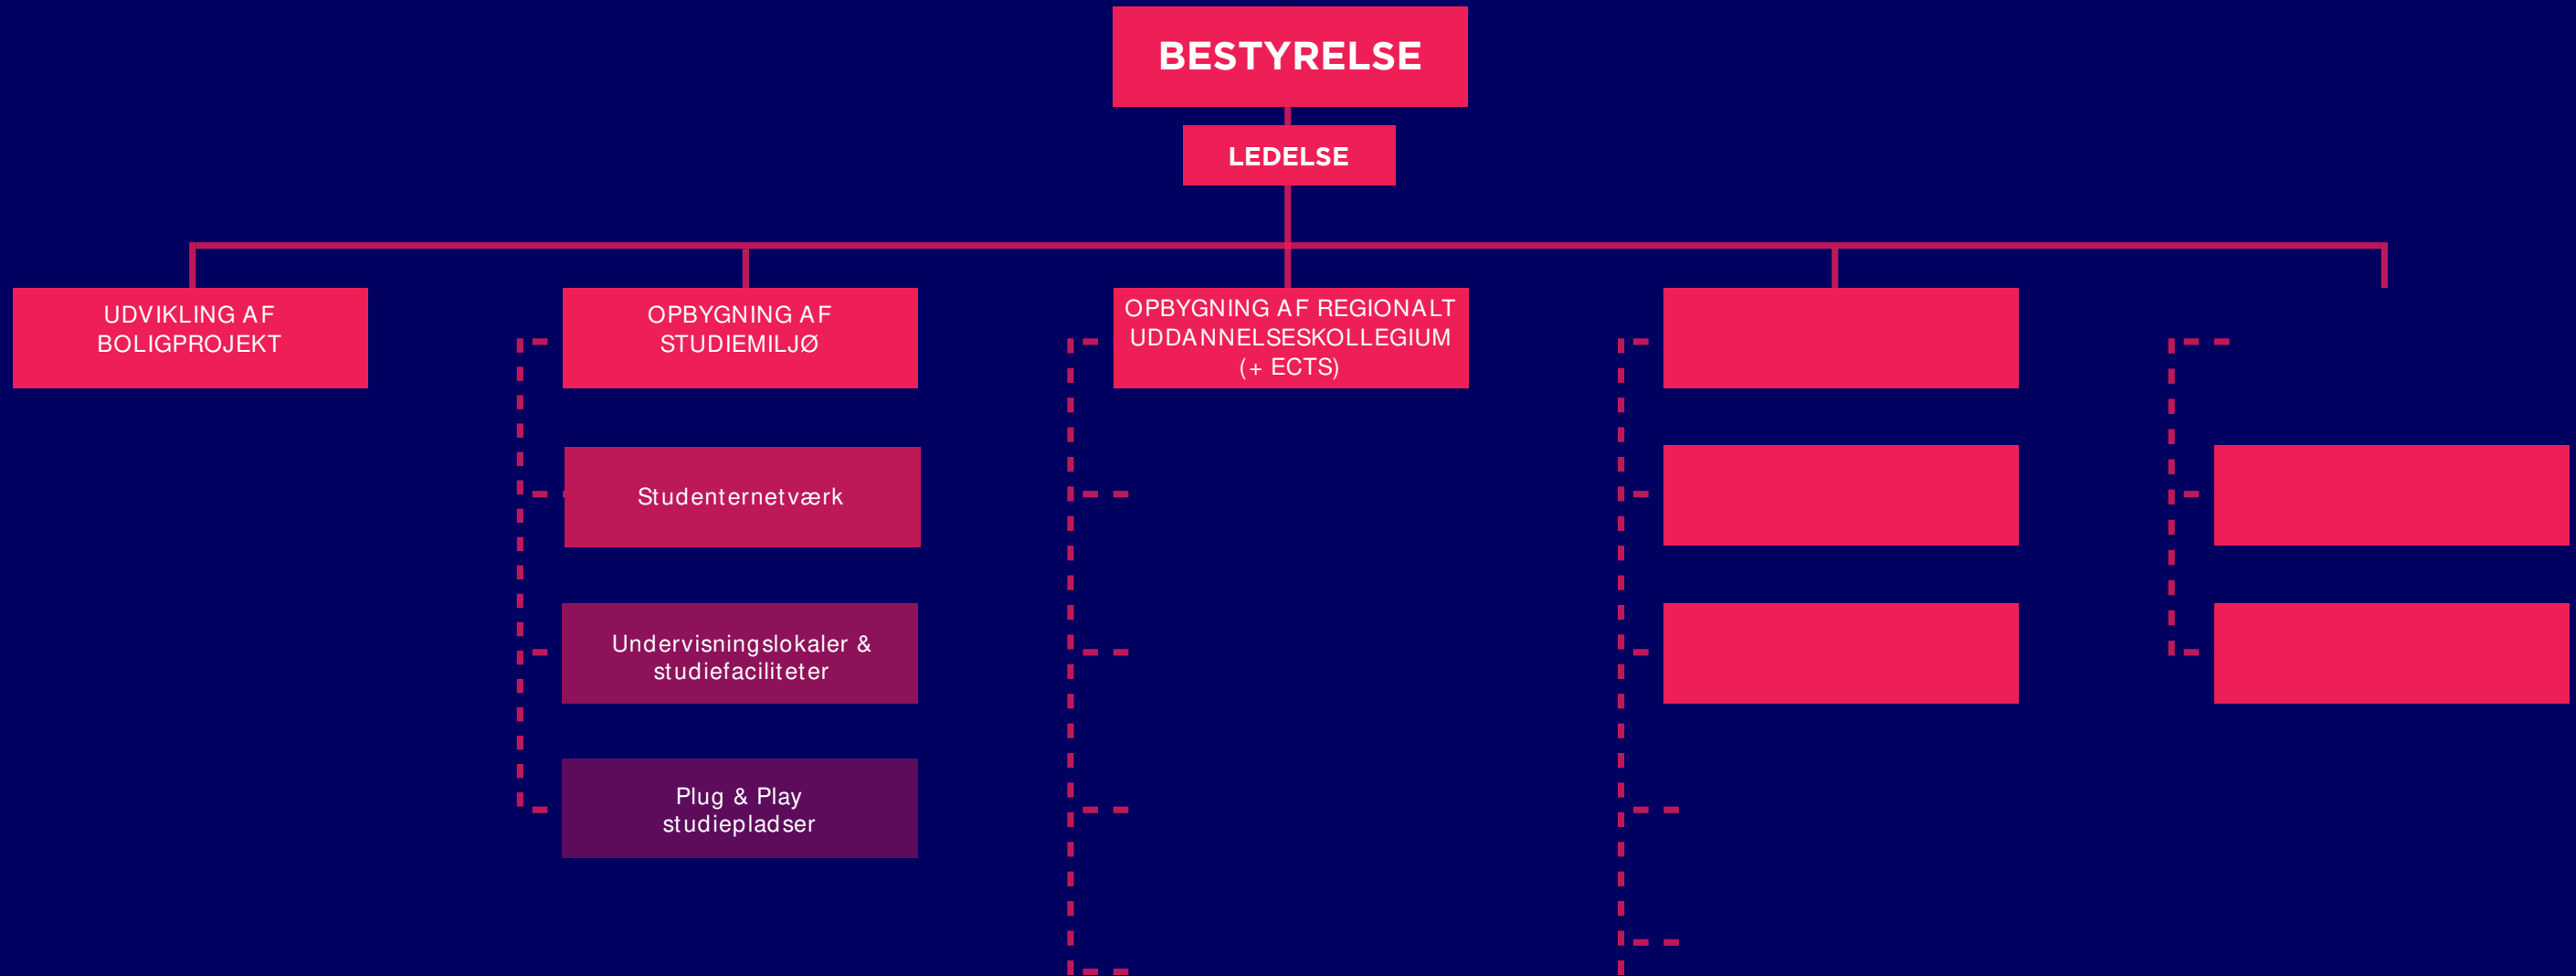 BESTYRELSE
LEDELSE
UDVIKLING AF
BOLIGPROJEKT
OPBYGNING AF
STUDIEMILJØ
OPBYGNING AF REGIONALT
UDDANNELSESKOLLEGIUM
(+ ECTS)
Studenternetværk
Undervisningslokaler &
studiefaciliteter
Plug & Play
studiepladser